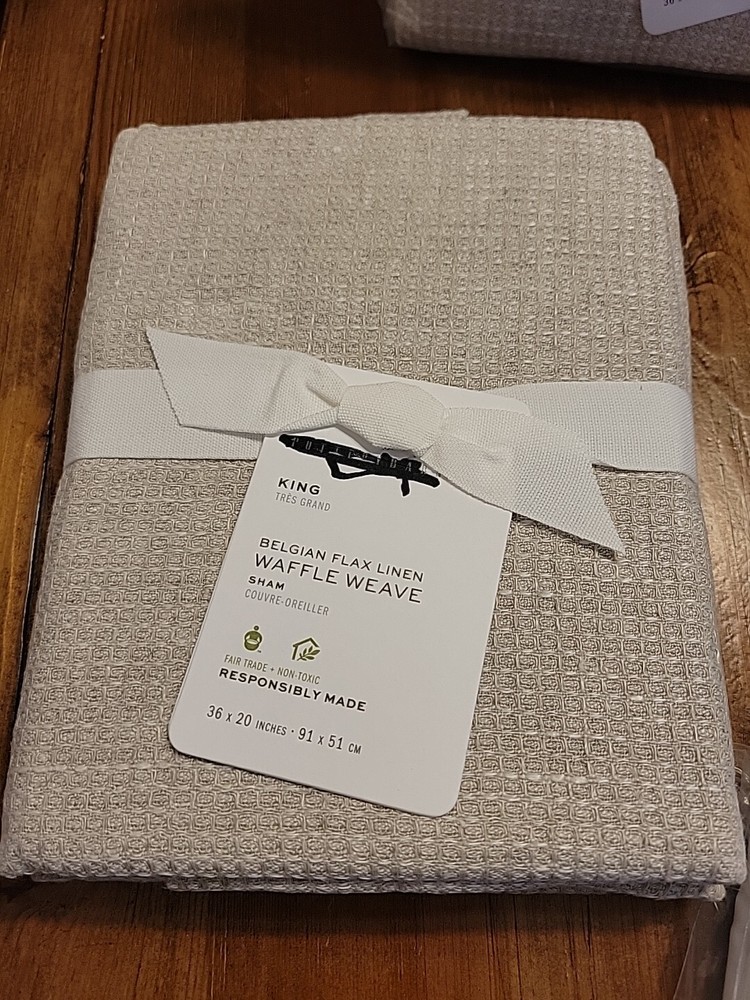 KING
TRÈS GRAND
BELGIAN FLAX LINEN
WAFFLE WEAVE
SHAM
COUVRE-OREILLER
FAIR TRADE + NON-TOXIC
RESPONSIBLY MADE
36 x 20 INCHES · 91 x 51 CM